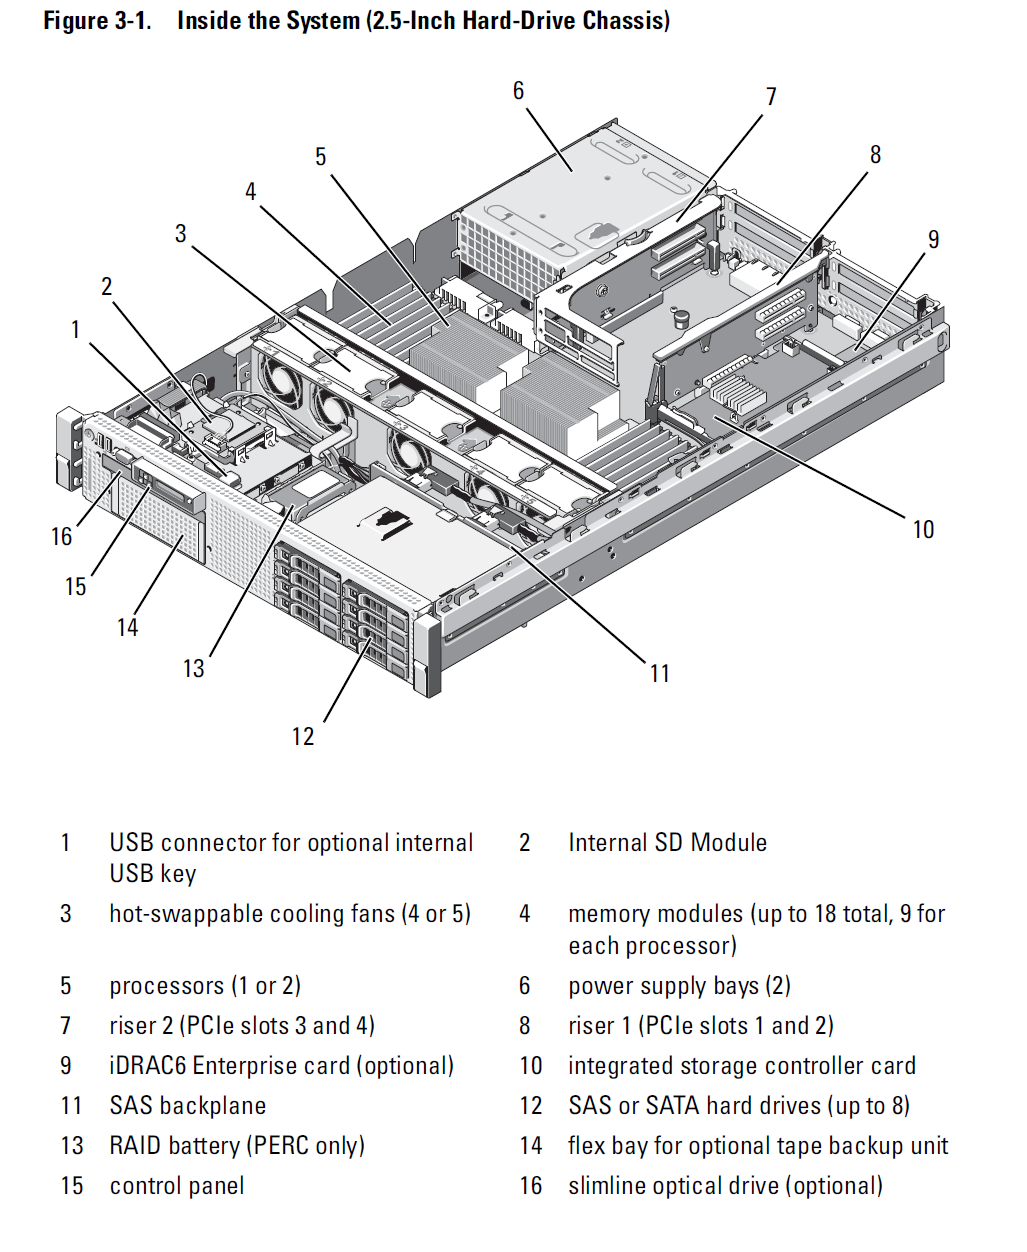 Figure 3-1. Inside the System (2.5-Inch Hard-Drive Chassis)
6
7
5
8
4
3
9
2
1
16
10
15
14
13
11
12
1 USB connector for optional internal USB key
2 Internal SD Module
3 hot-swappable cooling fans (4 or 5)
4 memory modules (up to 18 total, 9 for each processor)
5 processors (1 or 2)
6 power supply bays (2)
7 riser 2 (PCIe slots 3 and 4)
8 riser 1 (PCIe slots 1 and 2)
9 iDRAC6 Enterprise card (optional)
10 integrated storage controller card
11 SAS backplane
12 SAS or SATA hard drives (up to 8)
13 RAID battery (PERC only)
14 flex bay for optional tape backup unit
15 control panel
16 slimline optical drive (optional)